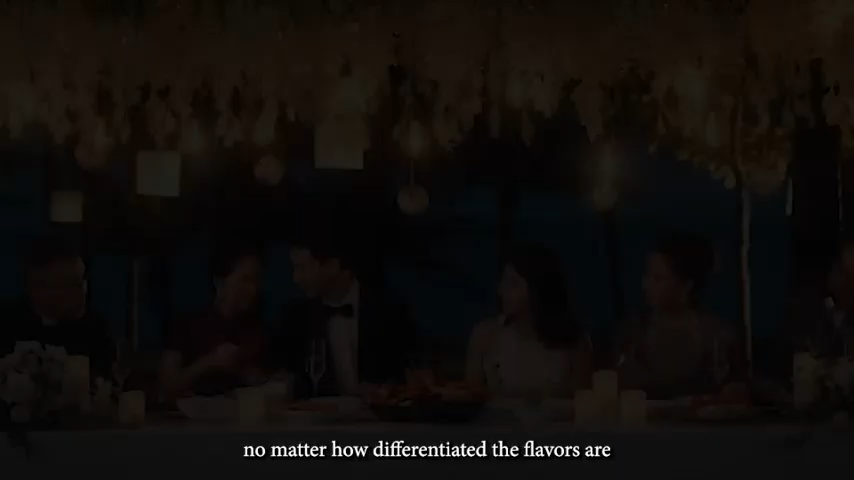 no matter how differentiated the flavors are